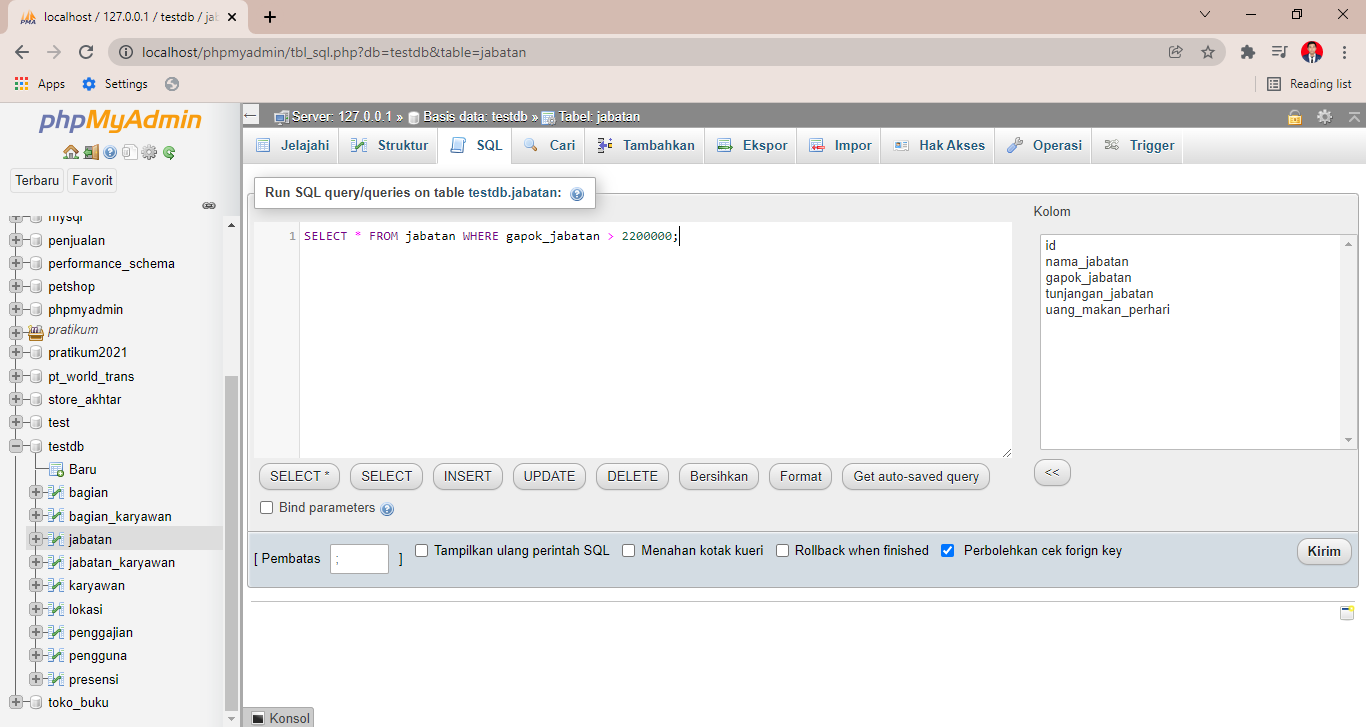 localhost / 127.0.0.1 / testdb / jab
localhost/phpmyadmin/tbl_sql.php?db=testdb&table=jabatan
Apps Settings Reading list
phpMyAdmin
Terbaru Favorit
mysql
penjualan
performance_schema
petshop
phpmyadmin
pratikum
pratikum2021
pt_world_trans
store_akhtar
test
testdb
Baru
bagian
bagian_karyawan
jabatan
jabatan_karyawan
karyawan
lokasi
penggajian
pengguna
presensi
toko_buku
Server: 127.0.0.1 » Basis data: testdb » Tabel: jabatan
Jelajahi Struktur SQL Cari Tambahkan Ekspor Impor Hak Akses Operasi Trigger
Run SQL query/queries on table testdb.jabatan:
1 SELECT * FROM jabatan WHERE gapok_jabatan > 2200000;
Kolom
id
nama_jabatan
gapok_jabatan
tunjangan_jabatan
uang_makan_perhari
SELECT * SELECT INSERT UPDATE DELETE Bersihkan Format Get auto-saved query <<
Bind parameters
[ Pembatas ; ] Tampilkan ulang perintah SQL Menahan kotak kueri Rollback when finished Perbolehkan cek forign key Kirim
Konsol